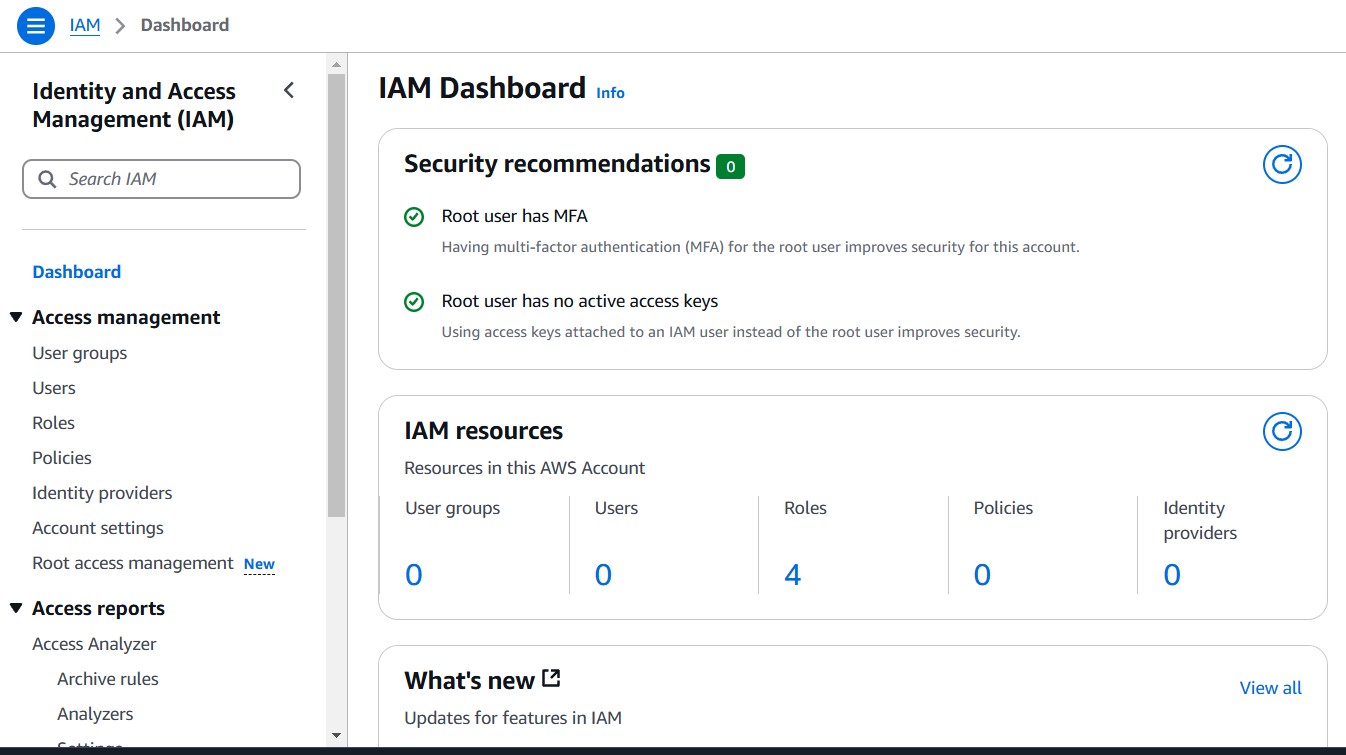 IAM > Dashboard
Identity and Access
Management (IAM)
Search IAM
Dashboard
Access management
User groups
Users
Roles
Policies
Identity providers
Account settings
Root access management New
Access reports
Access Analyzer
Archive rules
Analyzers
Settings
IAM Dashboard Info
Security recommendations 0
Root user has MFA
Having multi-factor authentication (MFA) for the root user improves security for this account.
Root user has no active access keys
Using access keys attached to an IAM user instead of the root user improves security.
IAM resources
Resources in this AWS Account
User groups
0
Users
0
Roles
4
Policies
0
Identity
providers
0
What's new
View all
Updates for features in IAM